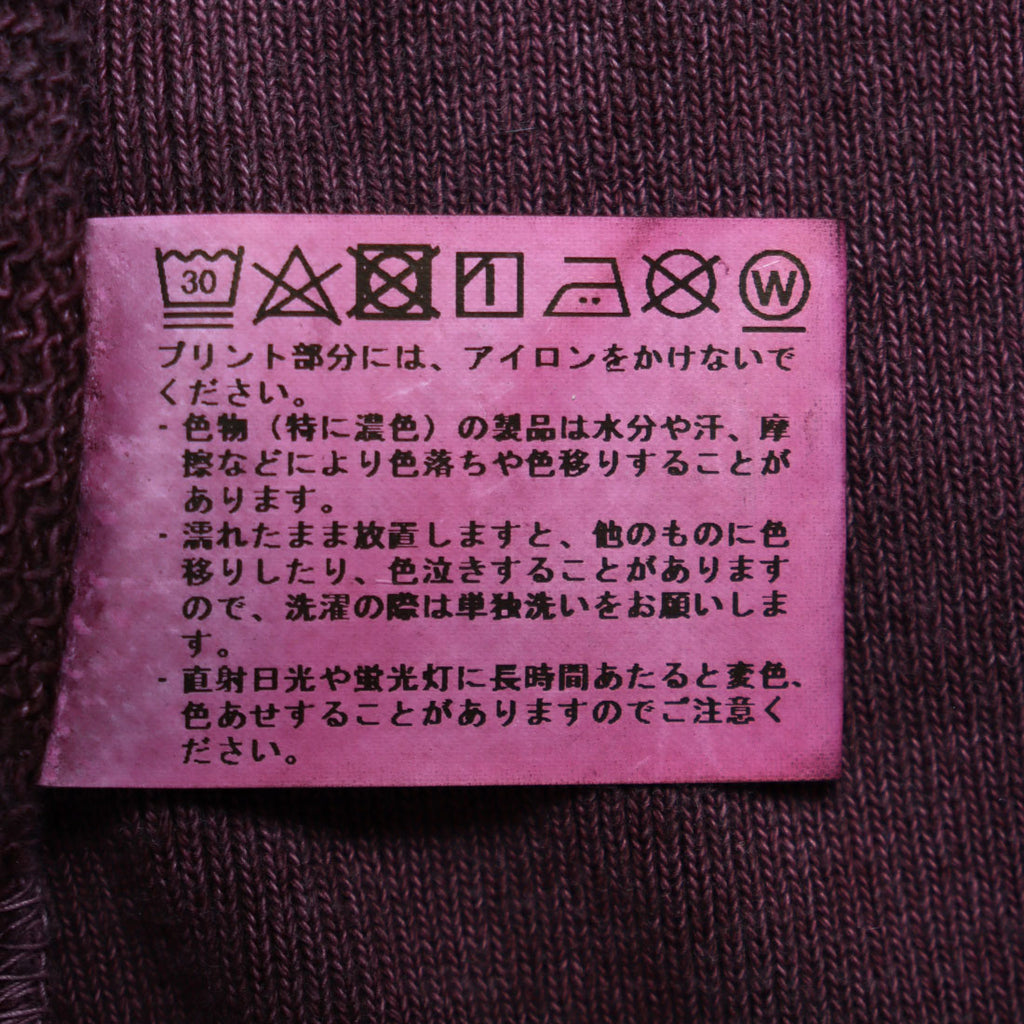 30 W
プリント部分には、アイロンをかけないで
ください。
・色物（特に濃色）の製品は水分や汗、摩
擦などにより色落ちや色移りすることが
あります。
・濡れたまま放置しますと、他のものに色
移りしたり、色泣きすることがあります
ので、洗濯の際は単独洗いをお願いしま
す。
・直射日光や蛍光灯に長時間あたると変色、
色あせすることがありますのでご注意く
ださい。